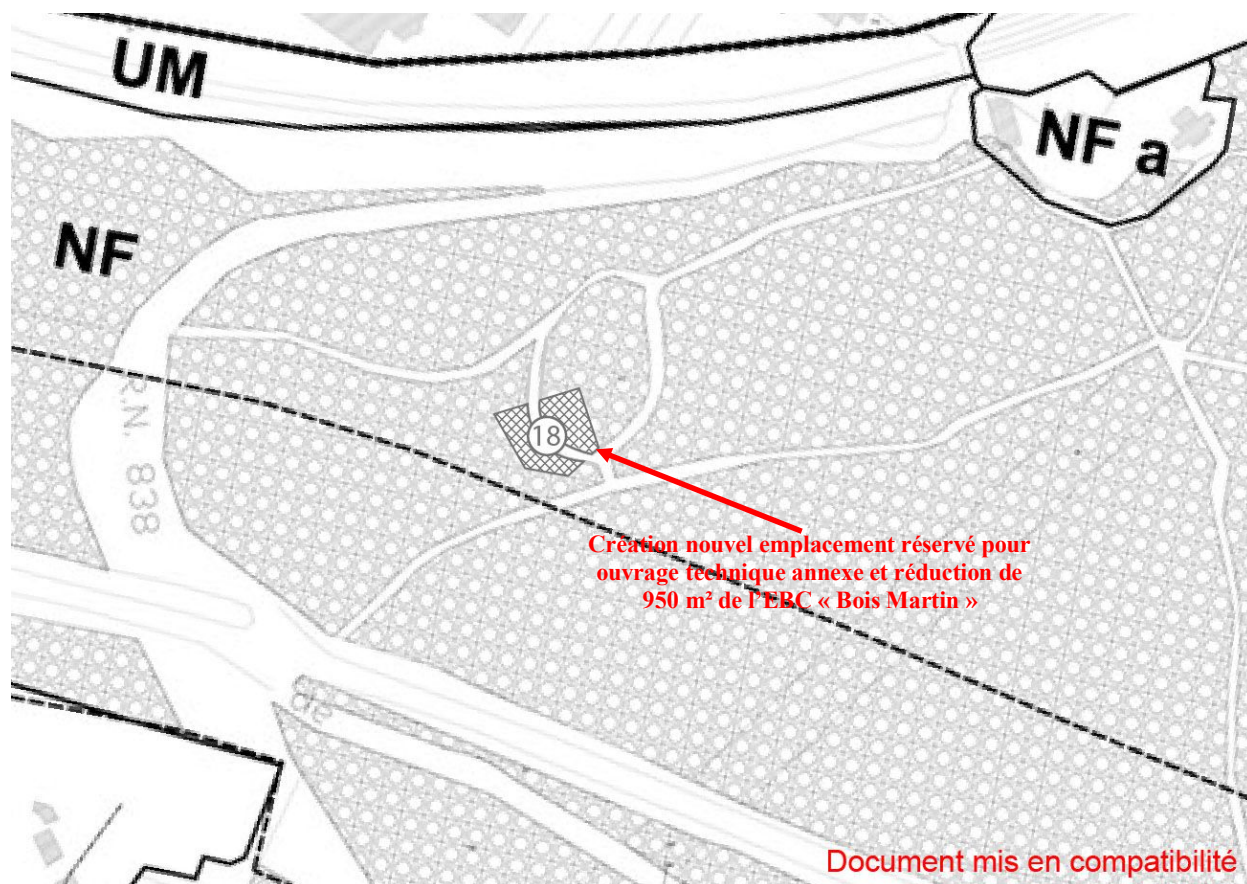 UM
NF a
NF
R.N. 838
18
Création nouvel emplacement réservé pour
ouvrage technique annexe et réduction de
950 m² de l’EBC « Bois Martin »
Document mis en compatibilité